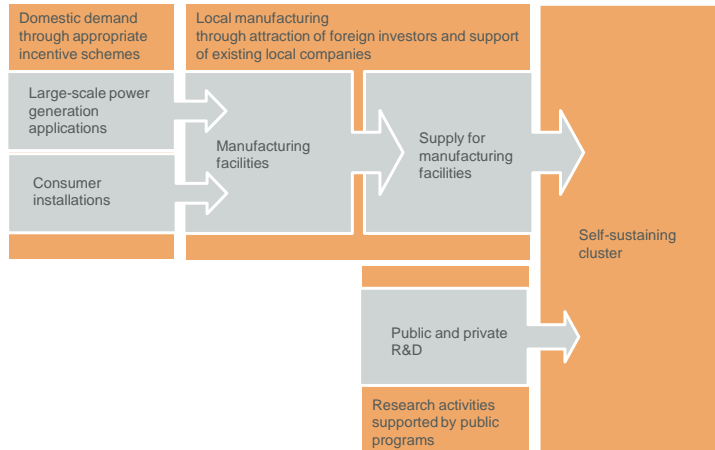 Domestic demand
through appropriate
incentive schemes
Local manufacturing
through attraction of foreign investors and support
of existing local companies
Large-scale power
generation
applications
Consumer
installations
Manufacturing
facilities
Supply for
manufacturing
facilities
Self-sustaining
cluster
Public and private
R&D
Research activities
supported by public
programs